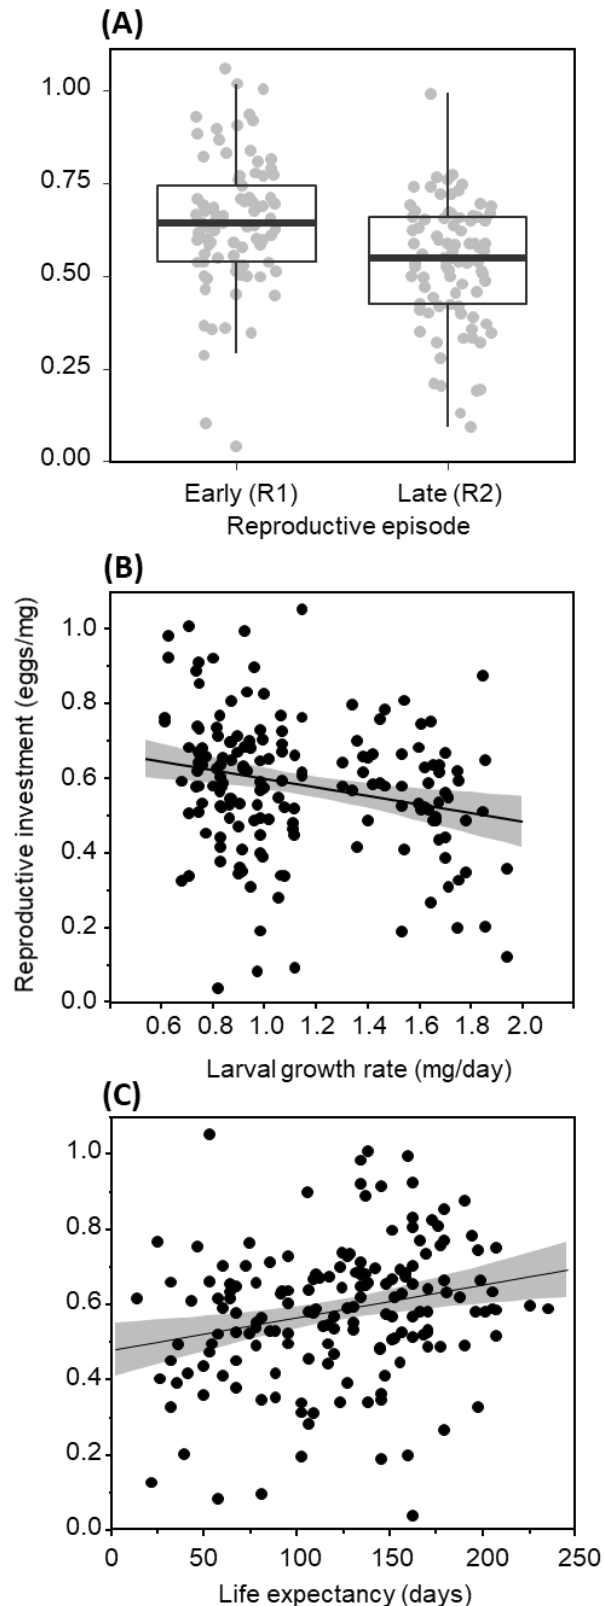 (A)
1.00
0.75
0.50
0.25
0.00
Early (R1) Late (R2)
Reproductive episode
(B)
Reproductive investment (eggs/mg)
1.0
0.8
0.6
0.4
0.2
0.0
0.6 0.8 1.0 1.2 1.4 1.6 1.8 2.0
Larval growth rate (mg/day)
(C)
1.0
0.8
0.6
0.4
0.2
0.0
0 50 100 150 200 250
Life expectancy (days)